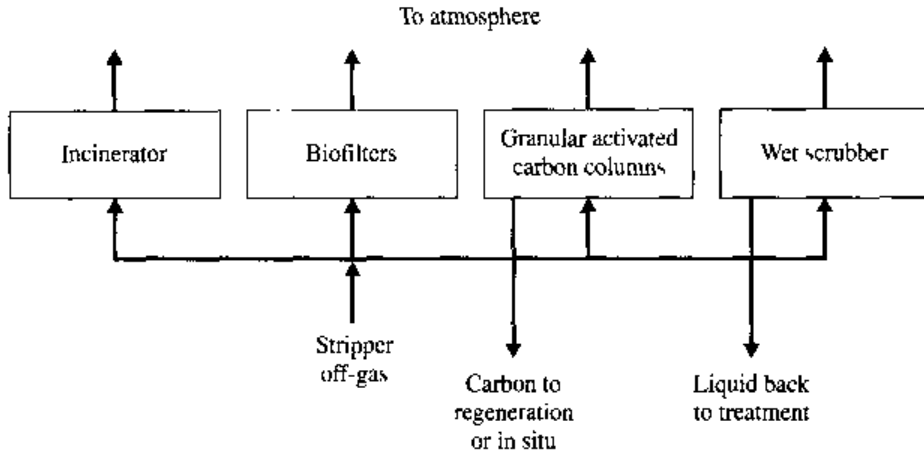 To atmosphere
Incinerator
Biofilters
Granular activated
carbon columns
Wet scrubber
Stripper
off-gas
Carbon to
regeneration
or in situ
Liquid back
to treatment